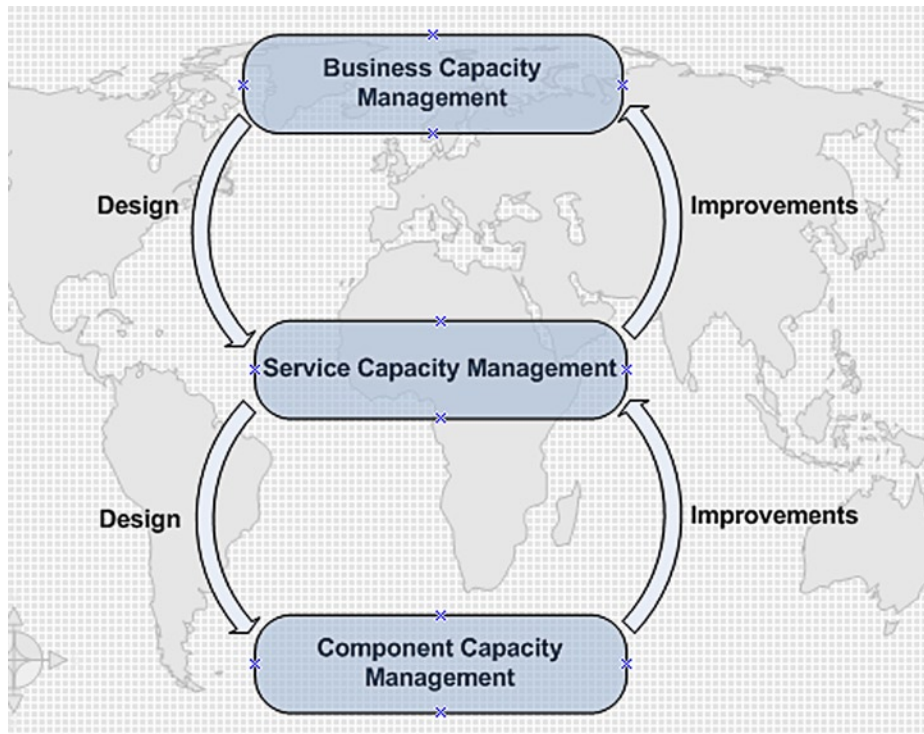 Business Capacity
Management
Design
Improvements
Service Capacity Management
Design
Improvements
Component Capacity
Management